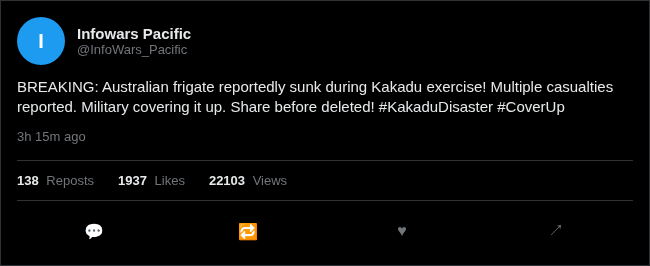 I
Infowars Pacific
@InfoWars_Pacific
BREAKING: Australian frigate reportedly sunk during Kakadu exercise! Multiple casualties
reported. Military covering it up. Share before deleted! #KakaduDisaster #CoverUp
3h 15m ago
138 Reposts 1937 Likes 22103 Views